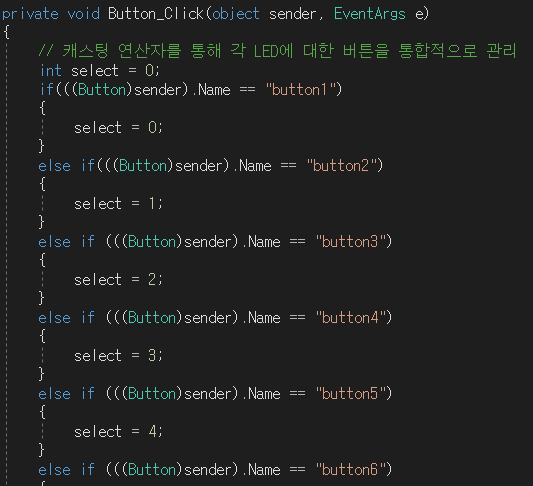 private void Button_Click(object sender, EventArgs e)
{
// 캐스팅 연산자를 통해 각 LED에 대한 버튼을 통합적으로 관리
int select = 0;
if(((Button)sender).Name == "button1")
{
select = 0;
}
else if(((Button)sender).Name == "button2")
{
select = 1;
}
else if (((Button)sender).Name == "button3")
{
select = 2;
}
else if (((Button)sender).Name == "button4")
{
select = 3;
}
else if (((Button)sender).Name == "button5")
{
select = 4;
}
else if (((Button)sender).Name == "button6")
{